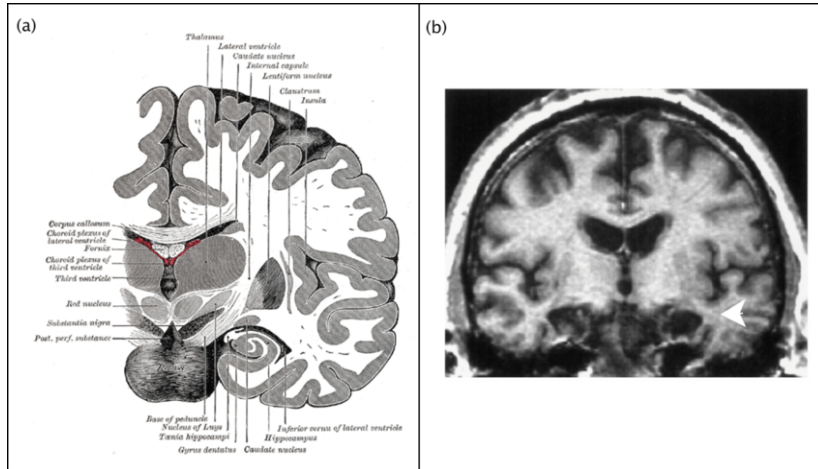 (a)
Thalamus
Lateral ventricle
Caudate nucleus
Internal capsule
Lentiform nucleus
Claustrum
Insula
Corpus callosum
Choroid plexus of
lateral ventricle
Fornix
Choroid plexus of
third ventricle
Third ventricle
Red nucleus
Substantia nigra
Post. perf. substance
Base of peduncle
Nucleus of Luys
Tænia hippocampi
Gyrus dentatus
Caudate nucleus
Hippocampus
Inferior cornu of lateral ventricle
(b)